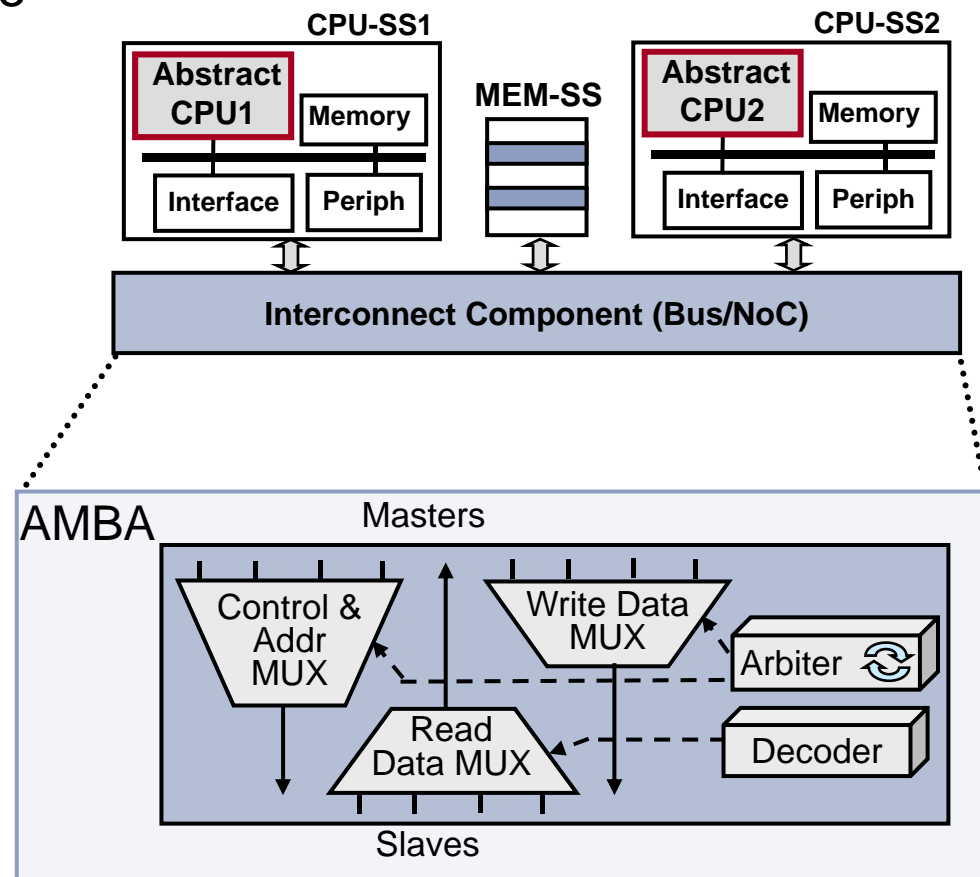 CPU-SS1
CPU-SS2
Abstract
CPU1
Memory
Interface
Periph
MEM-SS
Abstract
CPU2
Memory
Interface
Periph
Interconnect Component (Bus/NoC)
AMBA
Masters
Control &
Addr
MUX
Write Data
MUX
Arbiter
Read
Data MUX
Decoder
Slaves